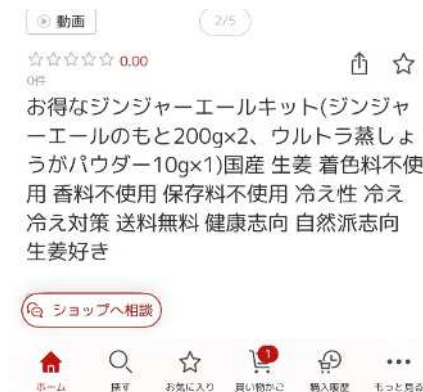 動画
2/5
0.00
0件
お得なジンジャーエールキット(ジンジャ
ーエールのもと200g×2、ウルトラ蒸しょ
うがパウダー10g×1)国産 生姜 着色料不使
用 香料不使用 保存料不使用 冷え性 冷え
冷え対策 送料無料 健康志向 自然派志向
生姜好き
ショップへ相談
1
ホーム 探す お気に入り 買い物かご 購入履歴 もっと見る